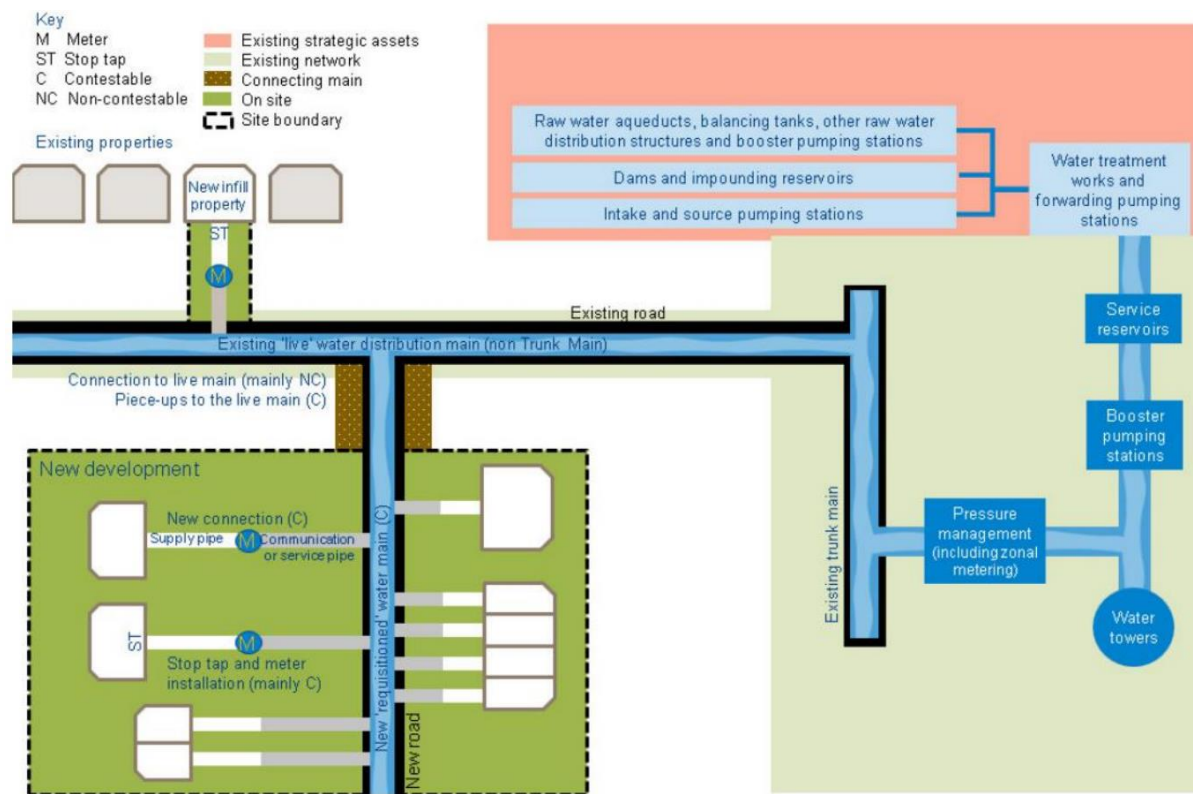 Key
M Meter
ST Stop tap
C Contestable
NC Non-contestable
Existing strategic assets
Existing network
Connecting main
On site
Site boundary
Existing properties
New infill
property
ST
M
Raw water aqueducts, balancing tanks, other raw water
distribution structures and booster pumping stations
Dams and impounding reservoirs
Intake and source pumping stations
Water treatment
works and
forwarding pumping
stations
Service
reservoirs
Booster
pumping
stations
Pressure
management
(including zonal
metering)
Water
towers
Existing road
Existing 'live' water distribution main (non Trunk Main)
Existing trunk main
Connection to live main (mainly NC)
Piece-ups to the live main (C)
New development
New connection (C)
Supply pipe
M
Communication
or service pipe
ST
M
Stop tap and meter
installation (mainly C)
New 'requisitioned' water main (C)
New road